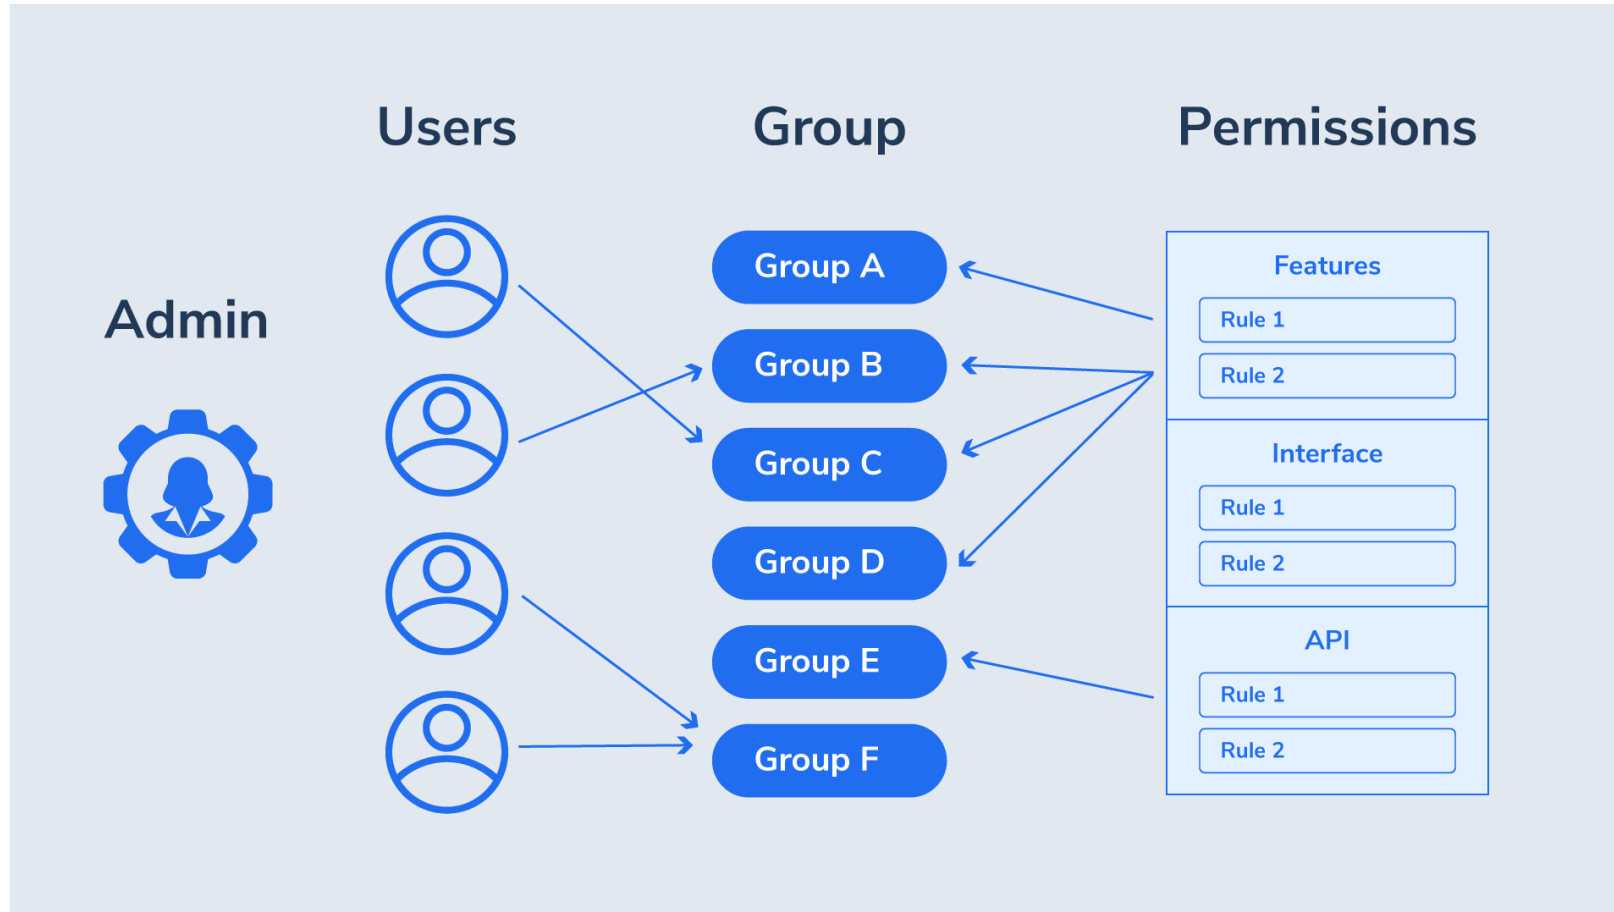 Users
Group
Permissions
Admin
Group A
Group B
Group C
Group D
Group E
Group F
Features
Rule 1
Rule 2
Interface
Rule 1
Rule 2
API
Rule 1
Rule 2